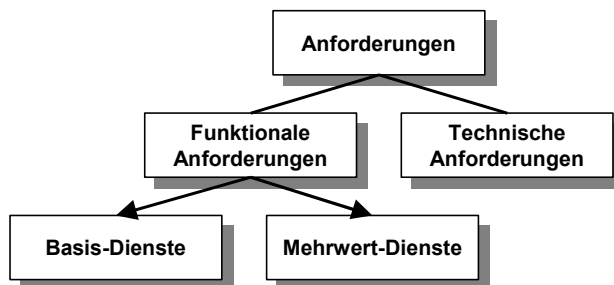 Anforderungen
Funktionale
Anforderungen
Technische
Anforderungen
Basis-Dienste
Mehrwert-Dienste